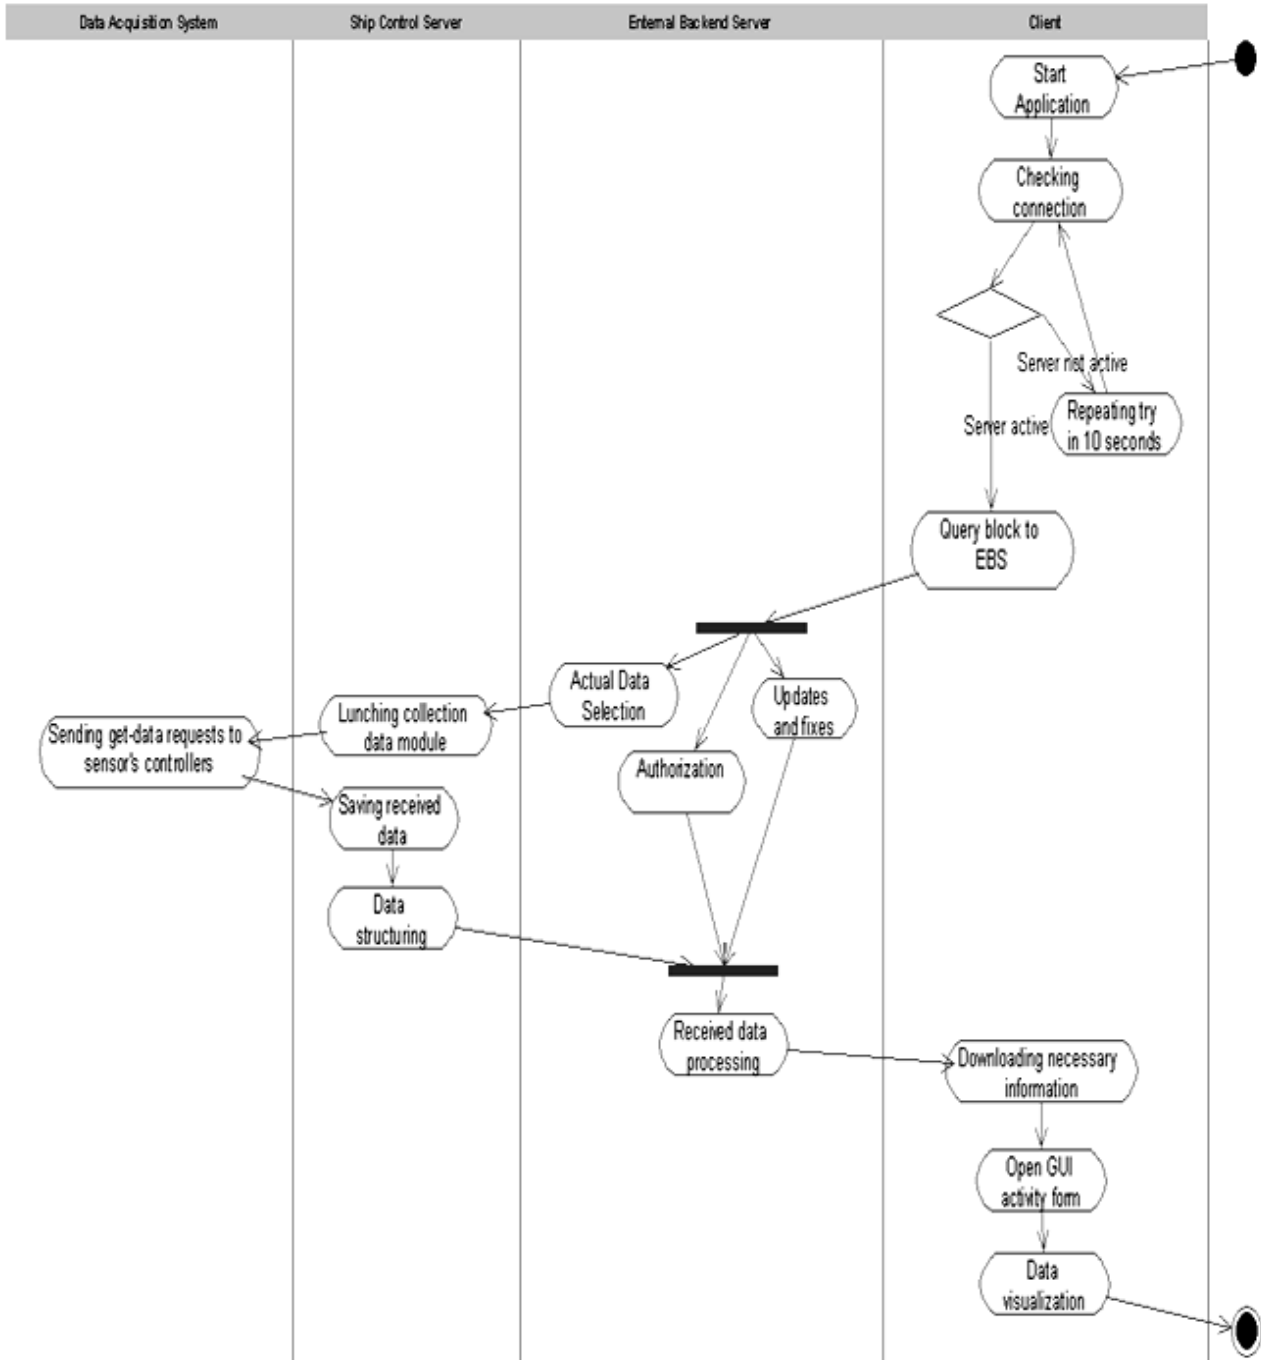 Data Acquisition System
Ship Control Server
Enternal Backend Server
Client
Start
Application
Checking
connection
Server nist active
Server active
Repeating try
in 10 seconds
Query block to
EBS
Actual Data
Selection
Updates
and fixes
Lunching collection
data module
Sending get-data requests to
sensor's controllers
Authorization
Saving received
data
Data
structuring
Received data
processing
Downloading necessary
information
Open GUI
activity form
Data
visualization